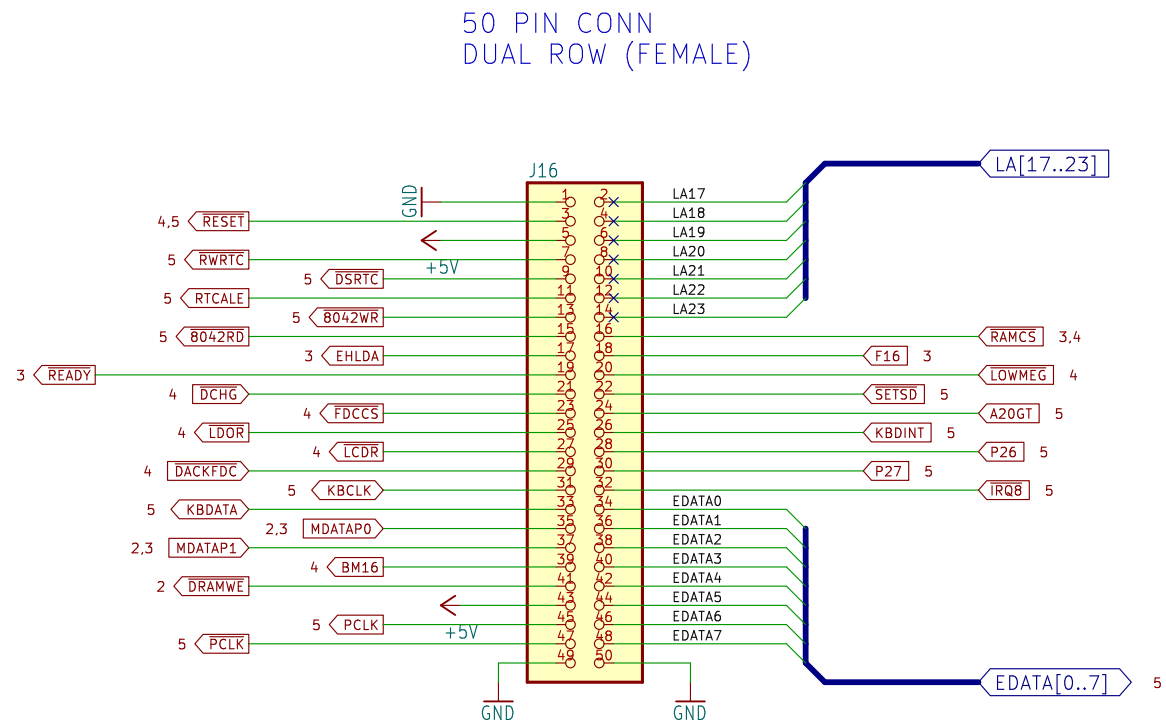 50 PIN CONN
DUAL ROW (FEMALE)
J16
LA[17..23]
GND 1 2 LA17
4,5 RESET 3 4 LA18
+5V 5 6 LA19
5 RWRTC 7 8 LA20
5 DSRTC 9 10 LA21
5 RTCALE 11 12 LA22
5 8042WR 13 14 LA23
5 8042RD 15 16 RAMCS 3,4
3 EHLDA 17 18 F16 3
3 READY 19 20 LOWMEG 4
4 DCHG 21 22 SETSD 5
4 FDCCS 23 24 A20GT 5
4 LDOR 25 26 KBDINT 5
4 LCDR 27 28 P26 5
4 DACKFDC 29 30 P27 5
5 KBCLK 31 32 IRQ8 5
5 KBDATA 33 34 EDATA0
2,3 MDATAP0 35 36 EDATA1
2,3 MDATAP1 37 38 EDATA2
4 BM16 39 40 EDATA3
2 DRAMWE 41 42 EDATA4
+5V 43 44 EDATA5
5 PCLK 45 46 EDATA6
5 PCLK 47 48 EDATA7
49 50
EDATA[0..7] 5
GND GND